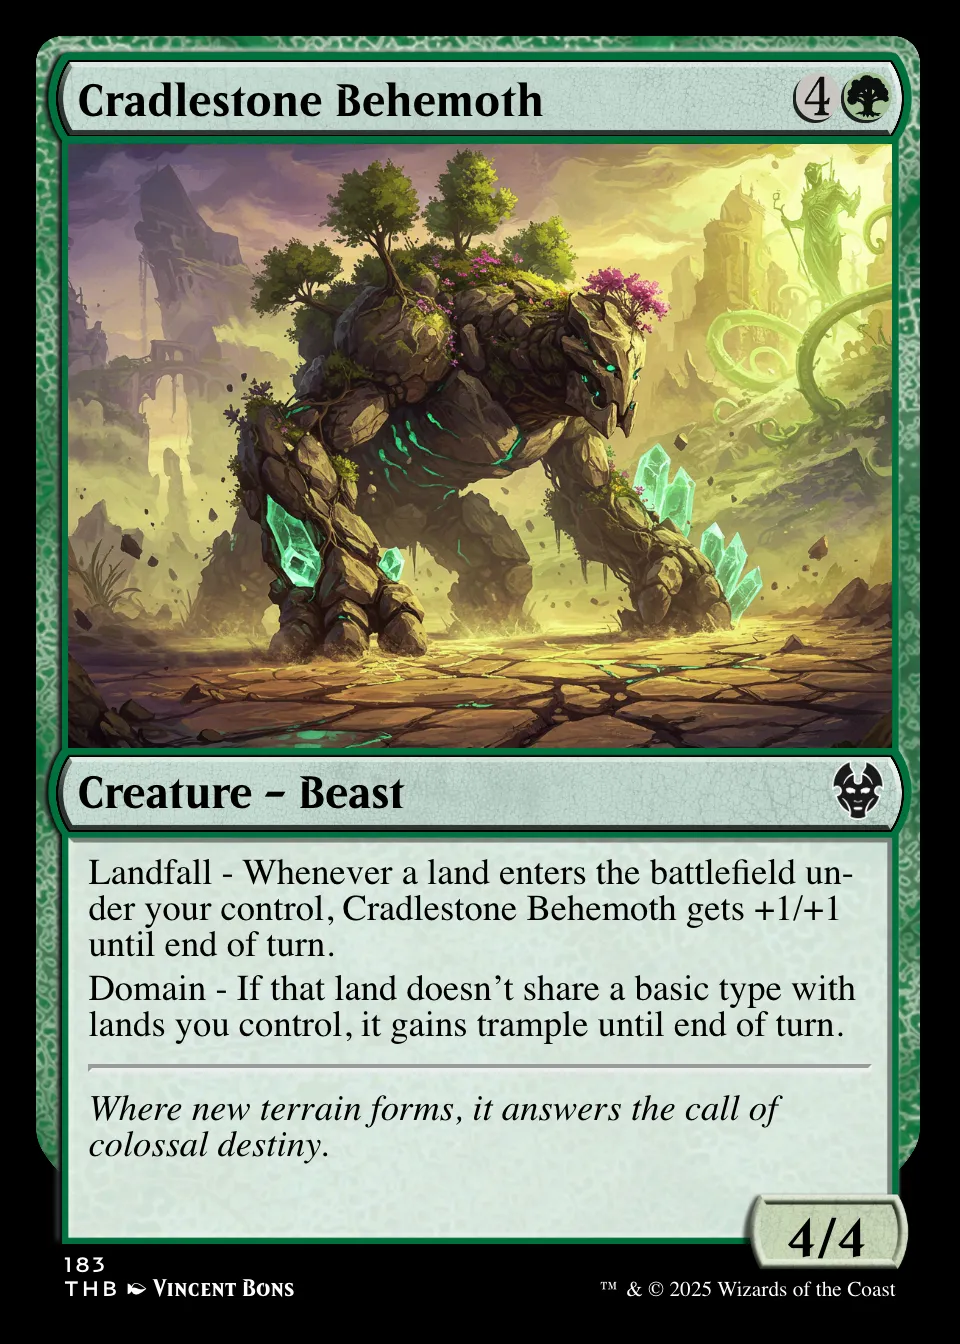 Cradlestone Behemoth 4
Creature – Beast
Landfall - Whenever a land enters the battlefield un-
der your control, Cradlestone Behemoth gets +1/+1
until end of turn.
Domain - If that land doesn’t share a basic type with
lands you control, it gains trample until end of turn.
Where new terrain forms, it answers the call of
colossal destiny.
4/4
183
THB Vincent Bons
™ & © 2025 Wizards of the Coast